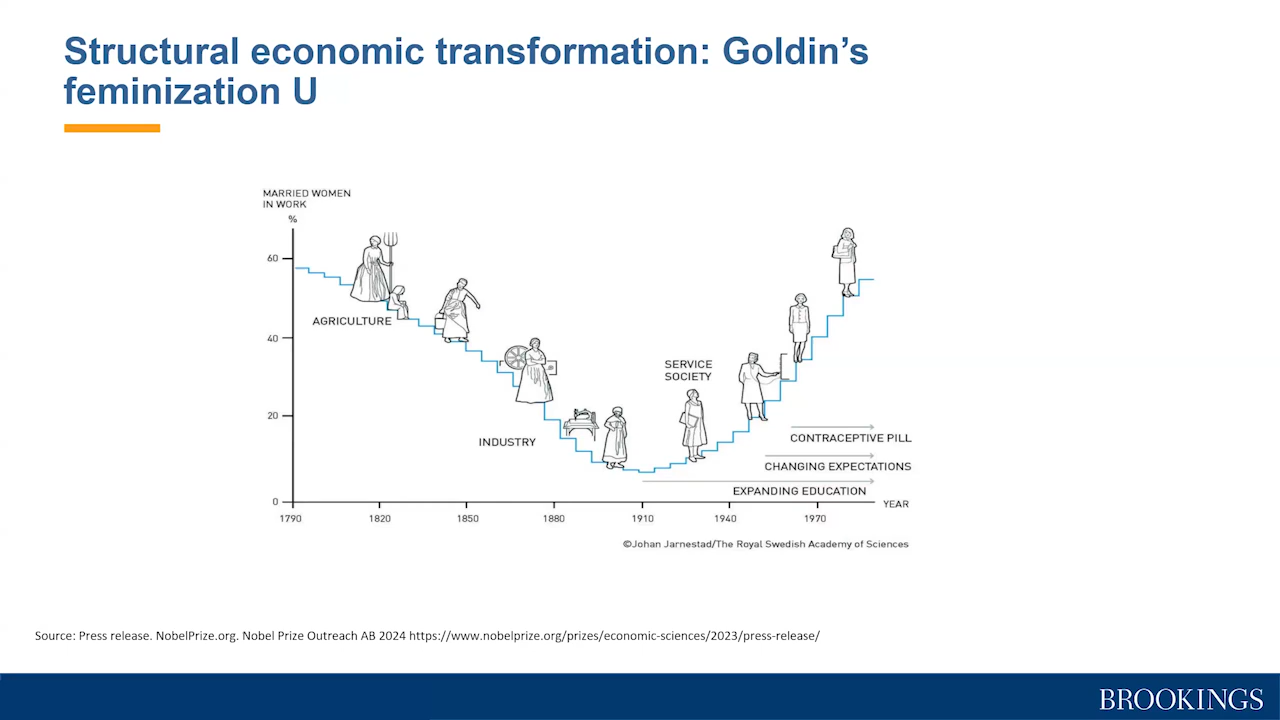 Structural economic transformation: Goldin’s
feminization U
MARRIED WOMEN
IN WORK
%
60
40
20
0
AGRICULTURE
INDUSTRY
SERVICE
SOCIETY
CONTRACEPTIVE PILL
CHANGING EXPECTATIONS
EXPANDING EDUCATION
YEAR
1790 1820 1850 1880 1910 1940 1970
©Johan Jarnestad/The Royal Swedish Academy of Sciences
Source: Press release. NobelPrize.org. Nobel Prize Outreach AB 2024 https://www.nobelprize.org/prizes/economic-sciences/2023/press-release/
BROOKINGS